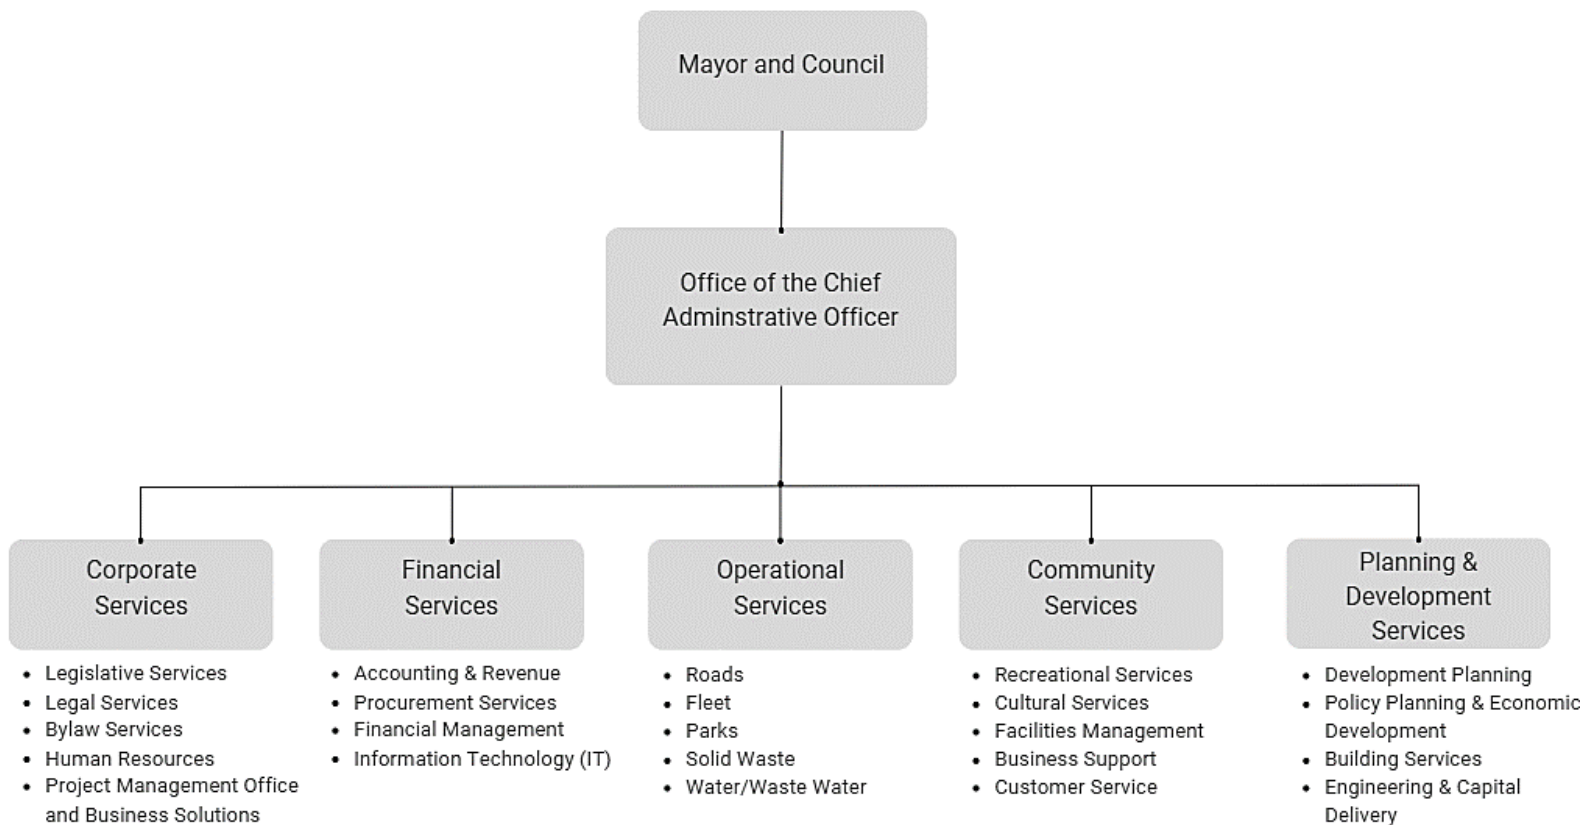 Mayor and Council
Office of the Chief
Adminstrative Officer
Corporate
Services
• Legislative Services
• Legal Services
• Bylaw Services
• Human Resources
• Project Management Office
and Business Solutions
Financial
Services
• Accounting & Revenue
• Procurement Services
• Financial Management
• Information Technology (IT)
Operational
Services
• Roads
• Fleet
• Parks
• Solid Waste
• Water/Waste Water
Community
Services
• Recreational Services
• Cultural Services
• Facilities Management
• Business Support
• Customer Service
Planning &
Development
Services
• Development Planning
• Policy Planning & Economic
Development
• Building Services
• Engineering & Capital
Delivery